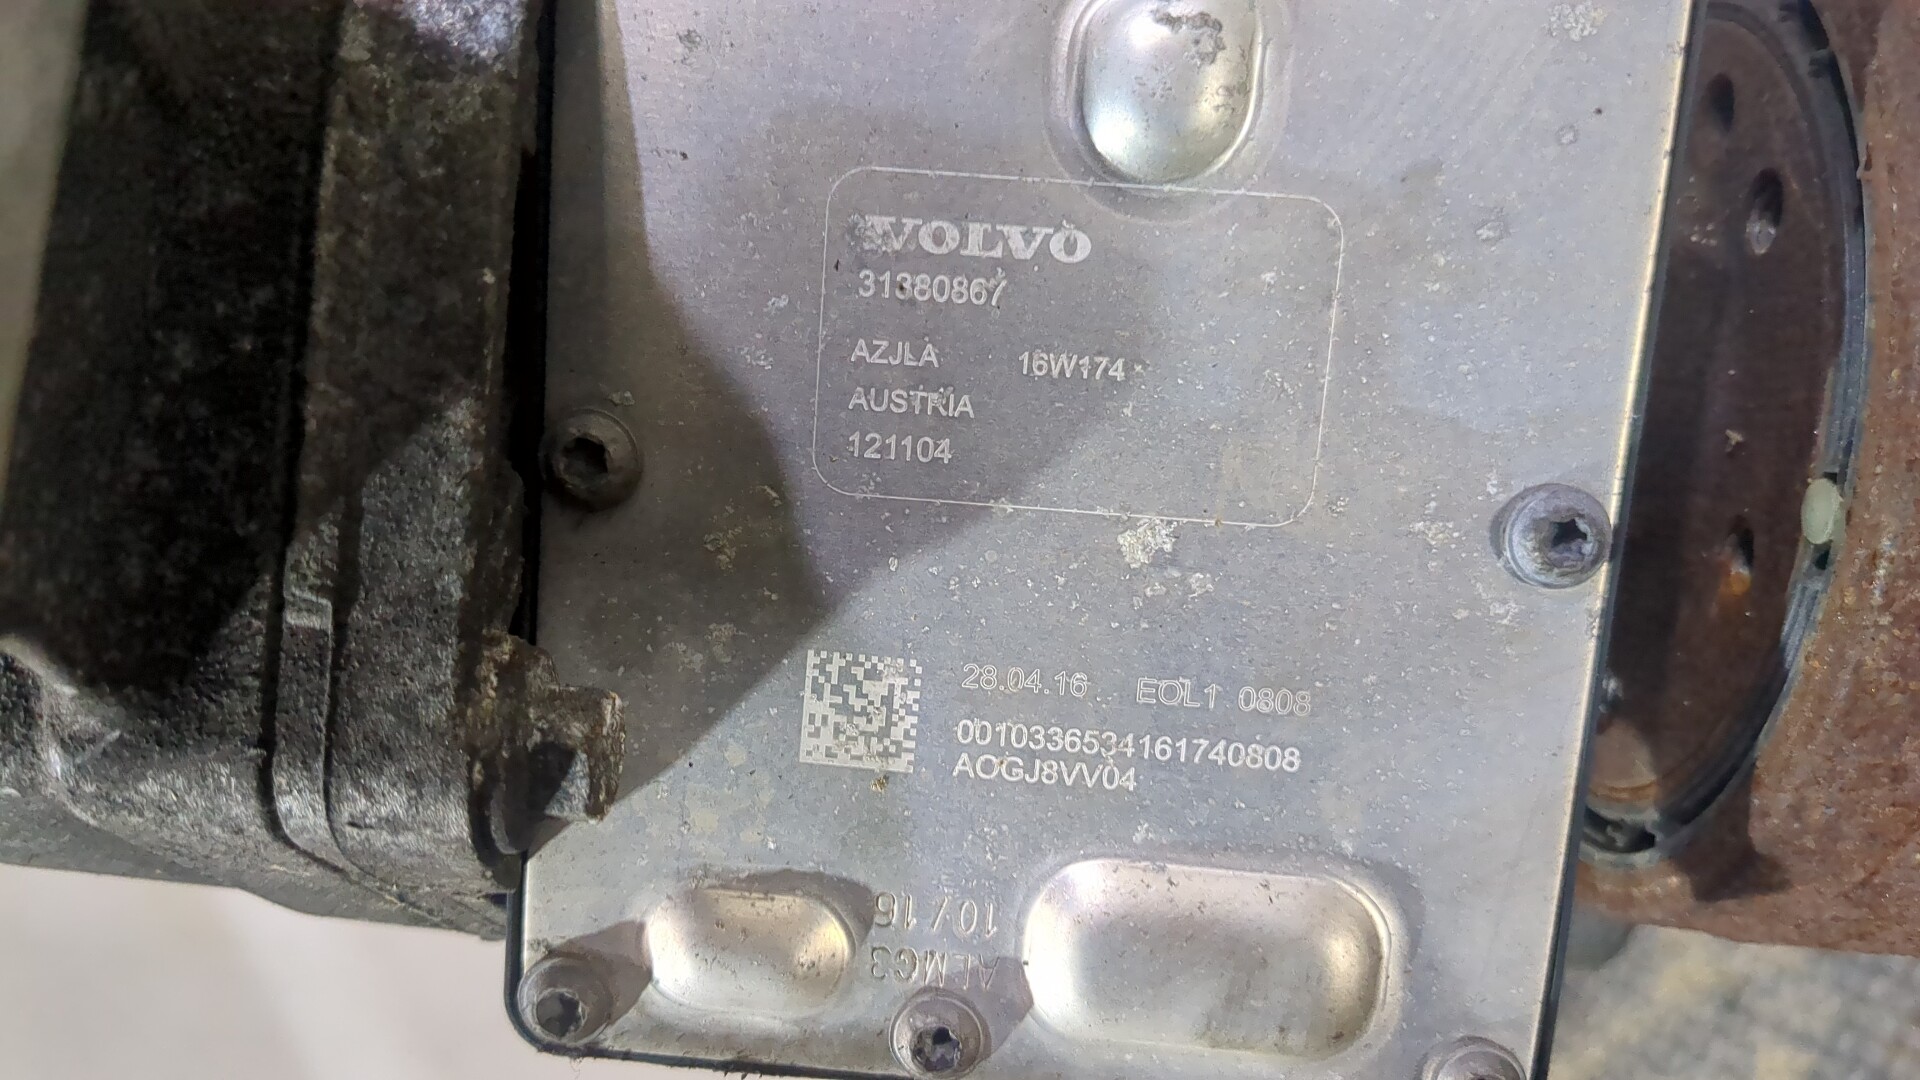 VOLVO
31380867
AZJLA 16W174
AUSTRIA
121104
28.04.16 EOL1 0808
0010336534161740808
AOGJ8VV04
ALMG3
10/16